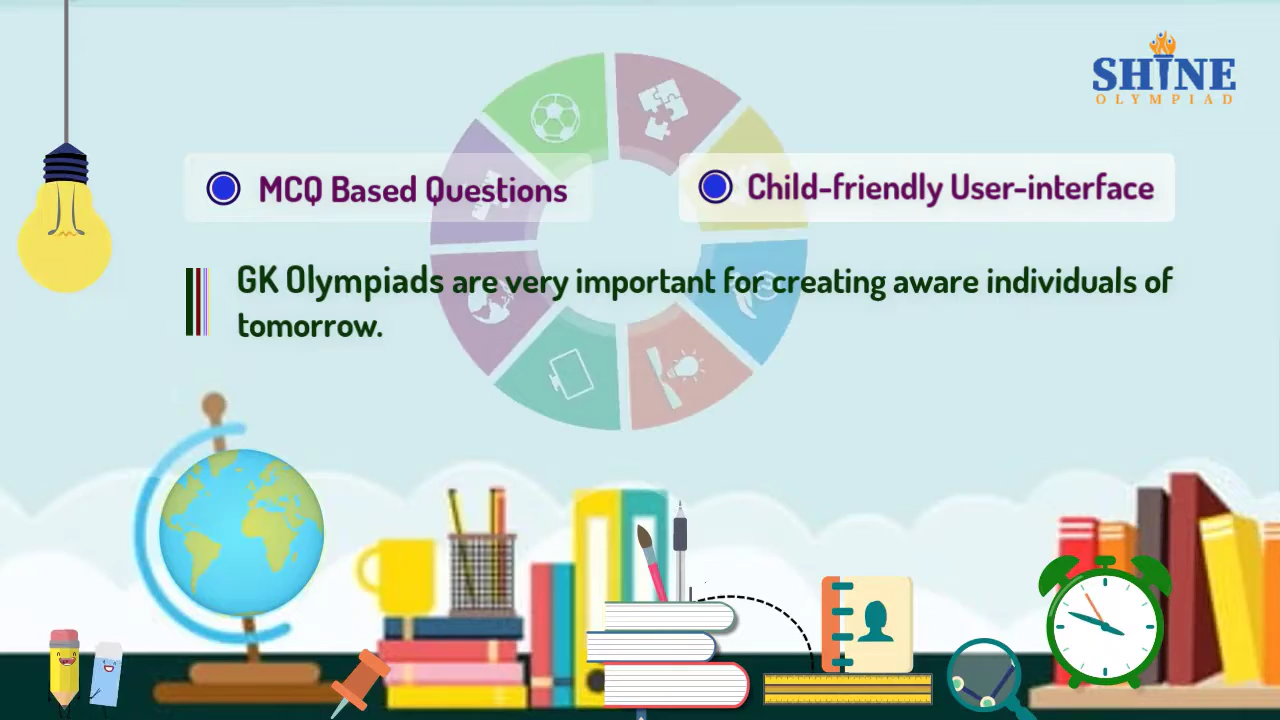 SHINE
OLYMPIAD
MCQ Based Questions
Child-friendly User-interface
GK Olympiads are very important for creating aware individuals of
tomorrow.